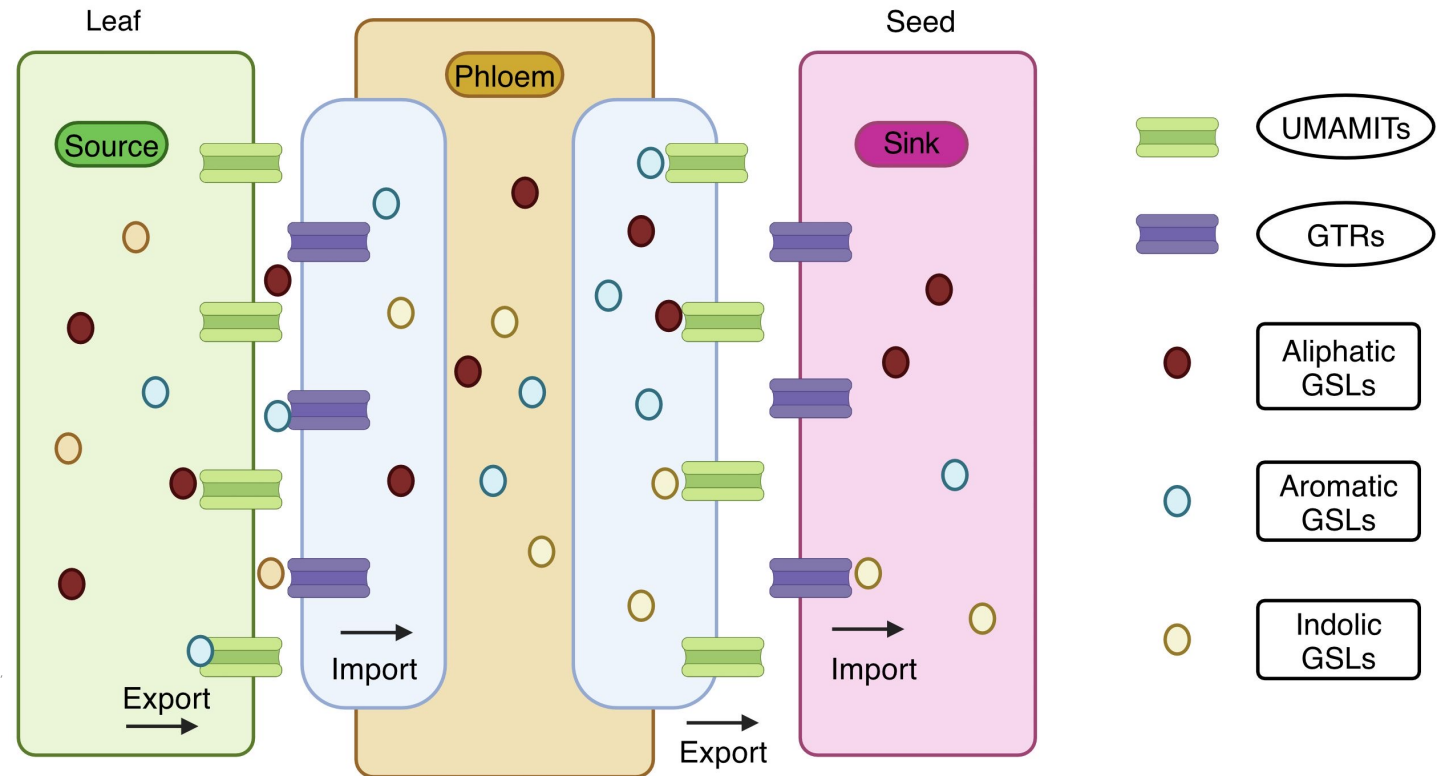 Leaf
Seed
Phloem
Source
Sink
Import
Export
Import
Export
UMAMITs
GTRs
Aliphatic
GSLs
Aromatic
GSLs
Indolic
GSLs